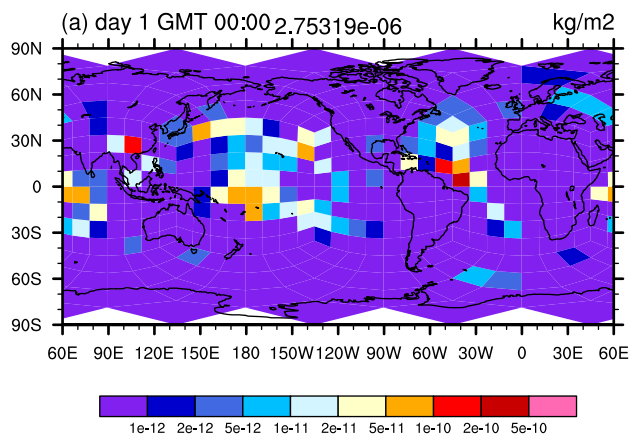 (a) day 1 GMT 00:00 2.75319e-06 kg/m2
90N
60N
30N
0
30S
60S
90S
60E 90E 120E 150E 180 150W 120W 90W 60W 30W 0 30E 60E
1e-12 2e-12 5e-12 1e-11 2e-11 5e-11 1e-10 2e-10 5e-10